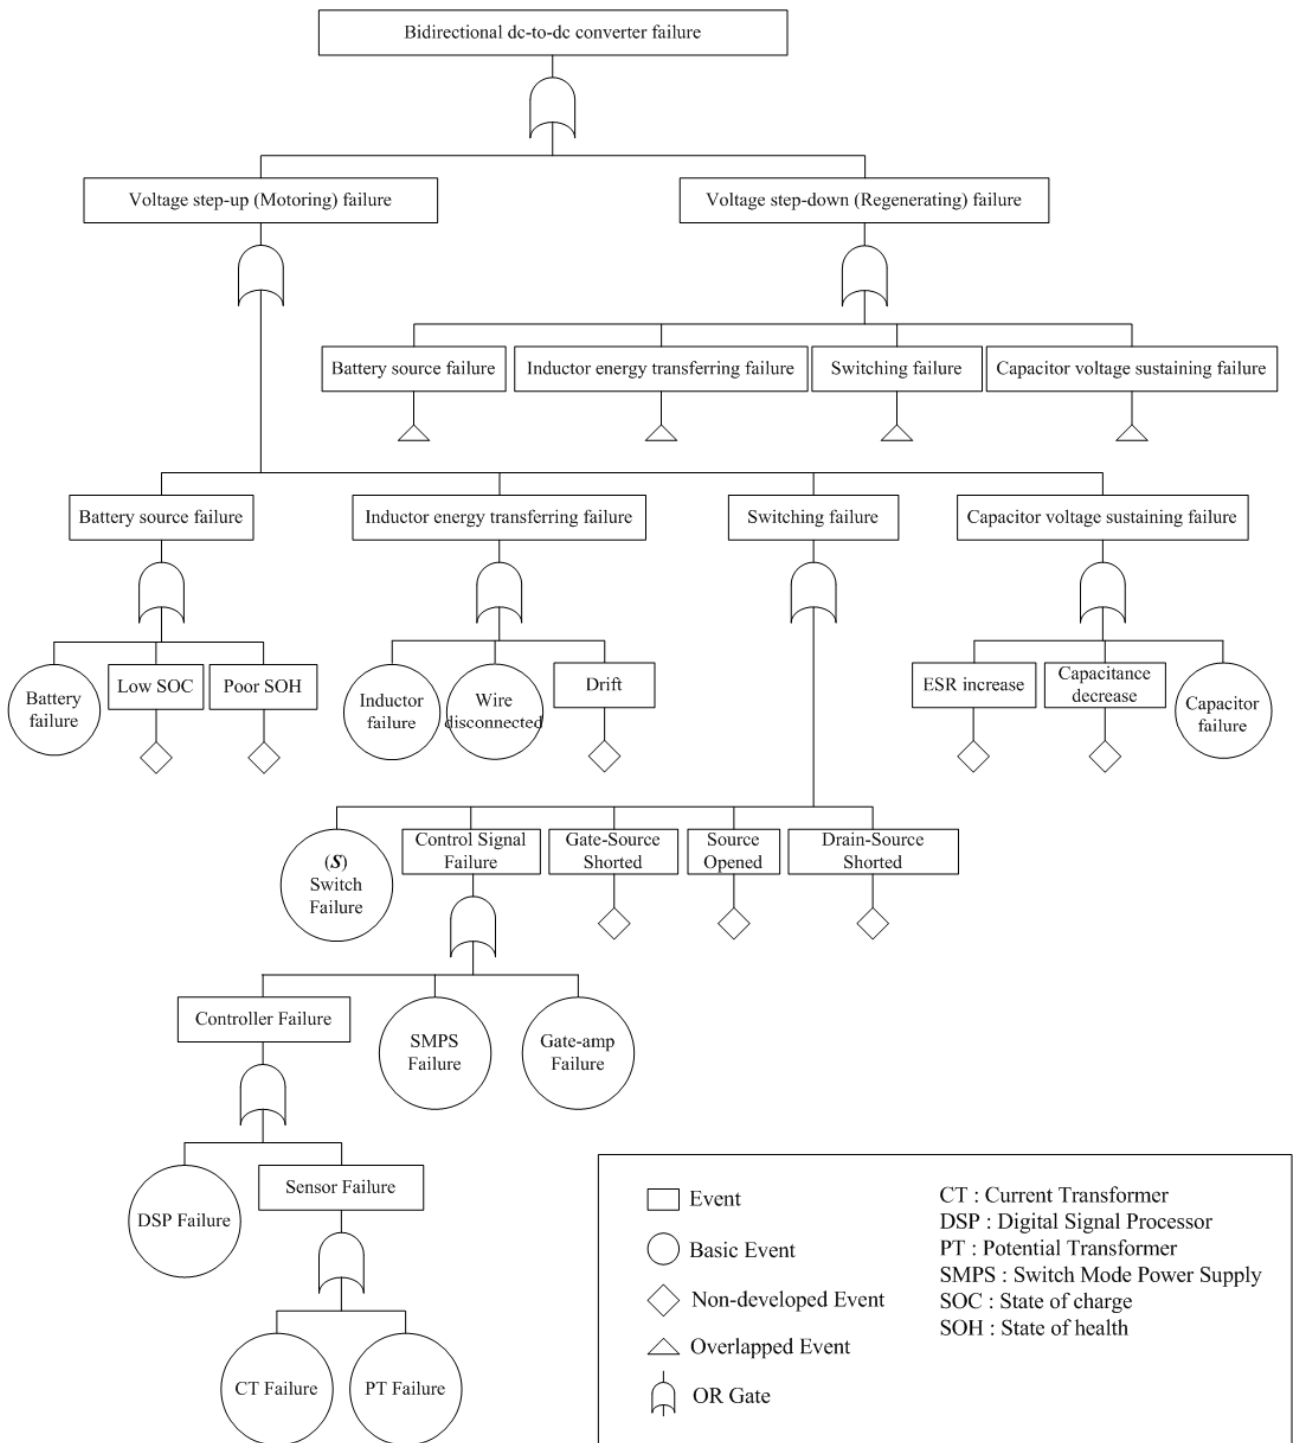 Bidirectional dc-to-dc converter failure
Voltage step-up (Motoring) failure
Voltage step-down (Regenerating) failure
Battery source failure
Inductor energy transferring failure
Switching failure
Capacitor voltage sustaining failure
Battery source failure
Inductor energy transferring failure
Switching failure
Capacitor voltage sustaining failure
Battery
failure
Low SOC
Poor SOH
Inductor
failure
Wire
disconnected
Drift
ESR increase
Capacitance
decrease
Capacitor
failure
(S)
Switch
Failure
Control Signal
Failure
Gate-Source
Shorted
Source
Opened
Drain-Source
Shorted
Controller Failure
SMPS
Failure
Gate-amp
Failure
DSP Failure
Sensor Failure
CT Failure
PT Failure
Event
Basic Event
Non-developed Event
Overlapped Event
OR Gate
CT : Current Transformer
DSP : Digital Signal Processor
PT : Potential Transformer
SMPS : Switch Mode Power Supply
SOC : State of charge
SOH : State of health